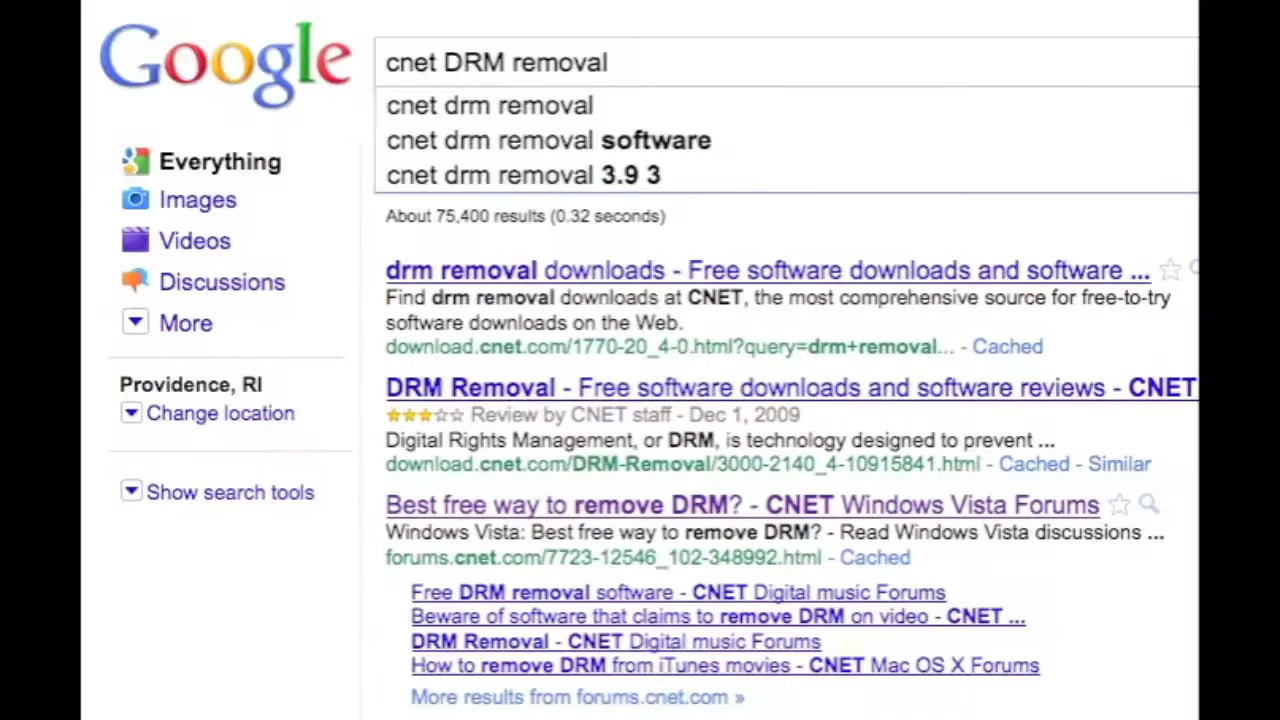 Google
cnet DRM removal
cnet drm removal
cnet drm removal software
cnet drm removal 3.9 3
Everything
Images
Videos
Discussions
More
Providence, RI
Change location
Show search tools
About 75,400 results (0.32 seconds)
drm removal downloads - Free software downloads and software ...
Find drm removal downloads at CNET, the most comprehensive source for free-to-try
software downloads on the Web.
download.cnet.com/1770-20_4-0.html?query=drm+removal... - Cached
DRM Removal - Free software downloads and software reviews - CNET
Review by CNET staff - Dec 1, 2009
Digital Rights Management, or DRM, is technology designed to prevent ...
download.cnet.com/DRM-Removal/3000-2140_4-10915841.html - Cached - Similar
Best free way to remove DRM? - CNET Windows Vista Forums
Windows Vista: Best free way to remove DRM? - Read Windows Vista discussions ...
forums.cnet.com/7723-12546_102-348992.html - Cached
Free DRM removal software - CNET Digital music Forums
Beware of software that claims to remove DRM on video - CNET ...
DRM Removal - CNET Digital music Forums
How to remove DRM from iTunes movies - CNET Mac OS X Forums
More results from forums.cnet.com »